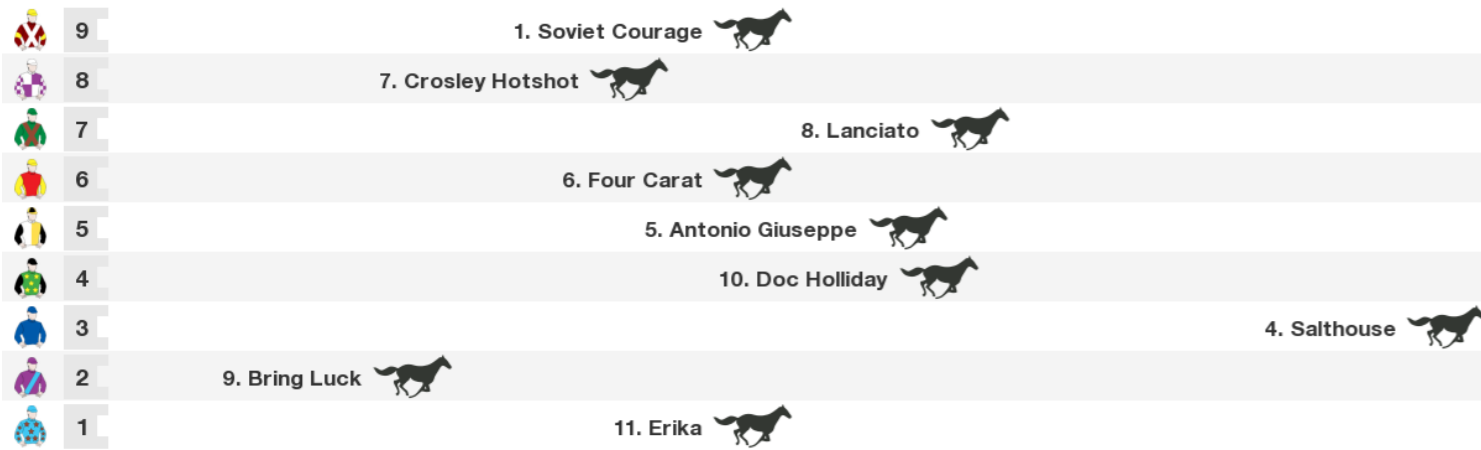 9 1. Soviet Courage
8 7. Crosley Hotshot
7 8. Lanciato
6 6. Four Carat
5 5. Antonio Giuseppe
4 10. Doc Holliday
3 4. Salthouse
2 9. Bring Luck
1 11. Erika